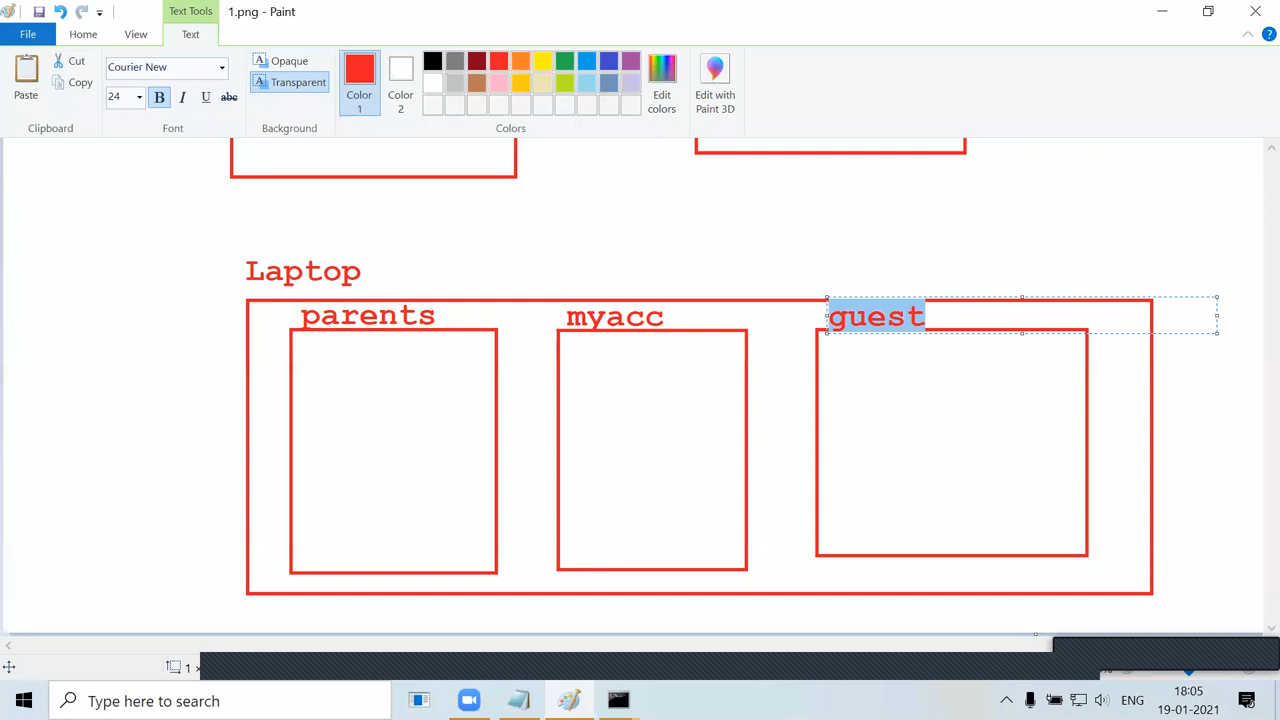 Text Tools
1.png - Paint
File
Home
View
Text
Paste
Cut
Copy
Clipboard
Courier New
24
B
I
U
abc
Font
Opaque
Transparent
Background
Color
1
Color
2
Edit
colors
Edit with
Paint 3D
Colors
Laptop
parents
myacc
guest
1 ×
Type here to search
ENG
18:05
19-01-2021